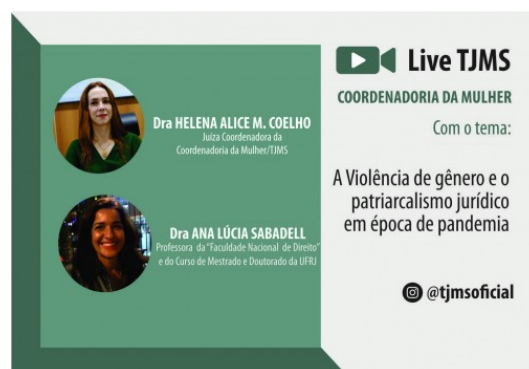 Dra HELENA ALICE M. COELHO
Juíza Coordenadora da
Coordenadoria da Mulher/TJMS
Dra ANA LÚCIA SABADELL
Professora da "Faculdade Nacional de Direito"
e do Curso de Mestrado e Doutorado da UFRJ
Live TJMS
COORDENADORIA DA MULHER
Com o tema:
A Violência de gênero e o
patriarcalismo jurídico
em época de pandemia
@tjmsoficial